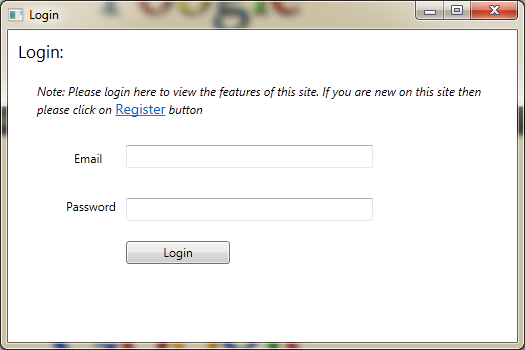 Login
Login:
Note: Please login here to view the features of this site. If you are new on this site then
please click on Register button
Email
Password
Login